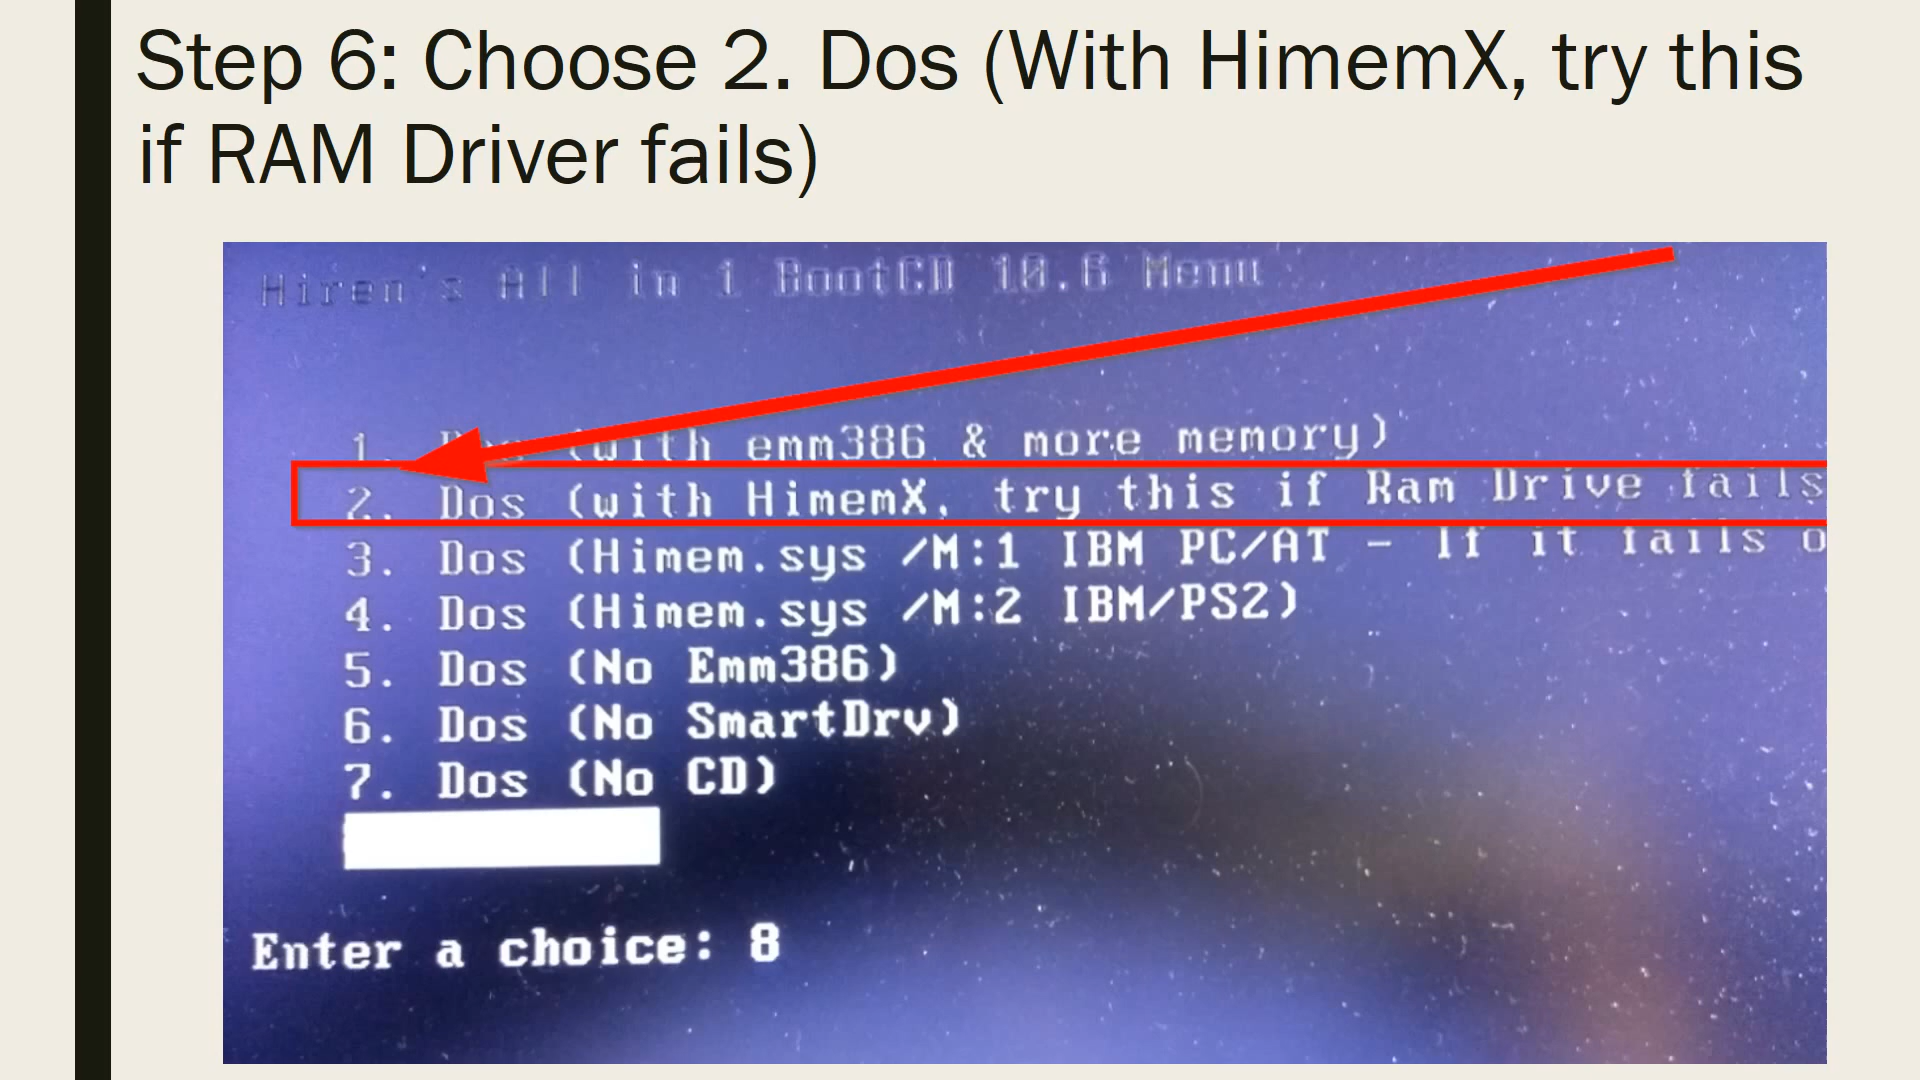 Step 6: Choose 2. Dos (With HimemX, try this
if RAM Driver fails)
Hiren's All in 1 BootCD 10.6 Menu
1. Dos (with emm386 & more memory)
2. Dos (with HimemX, try this if Ram Drive fails
3. Dos (Himem.sys /M:1 IBM PC/AT - If it fails o
4. Dos (Himem.sys /M:2 IBM/PS2)
5. Dos (No Emm386)
6. Dos (No SmartDrv)
7. Dos (No CD)
Enter a choice: 8